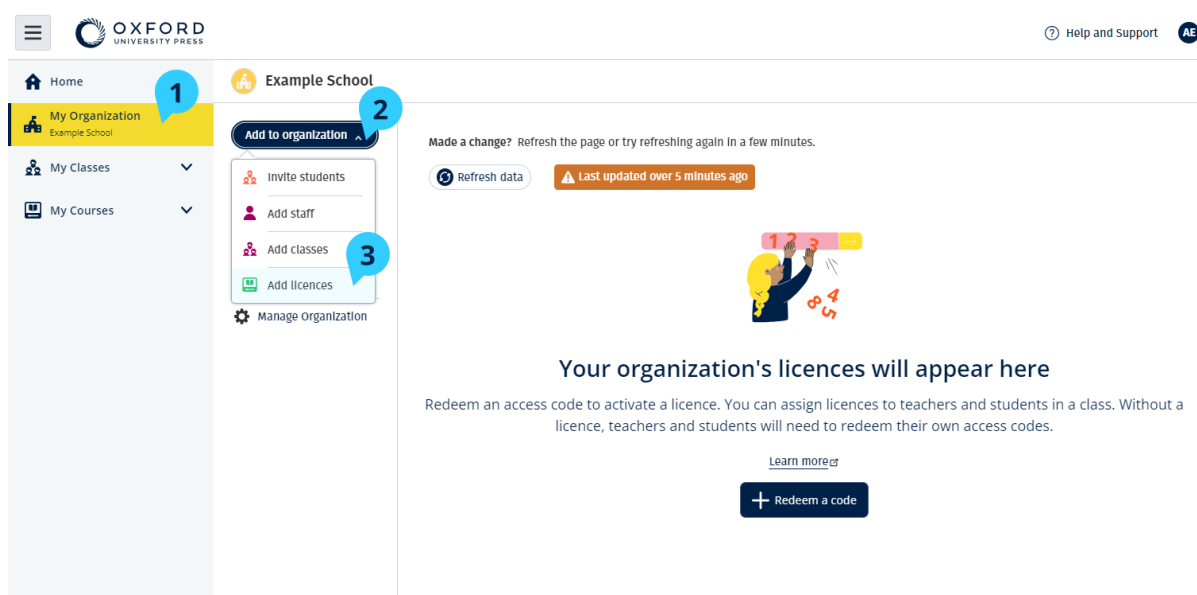 OXFORD
UNIVERSITY PRESS
Help and Support
AE
Home
1
My Organization
Example School
My Classes
My Courses
Example School
2
Add to organization
Invite students
Add staff
Add classes
3
Add licences
Manage Organization
Made a change? Refresh the page or try refreshing again in a few minutes.
Refresh data
Last updated over 5 minutes ago
1 2 3
4
8 5
Your organization's licences will appear here
Redeem an access code to activate a licence. You can assign licences to teachers and students in a class. Without a
licence, teachers and students will need to redeem their own access codes.
Learn more
Redeem a code